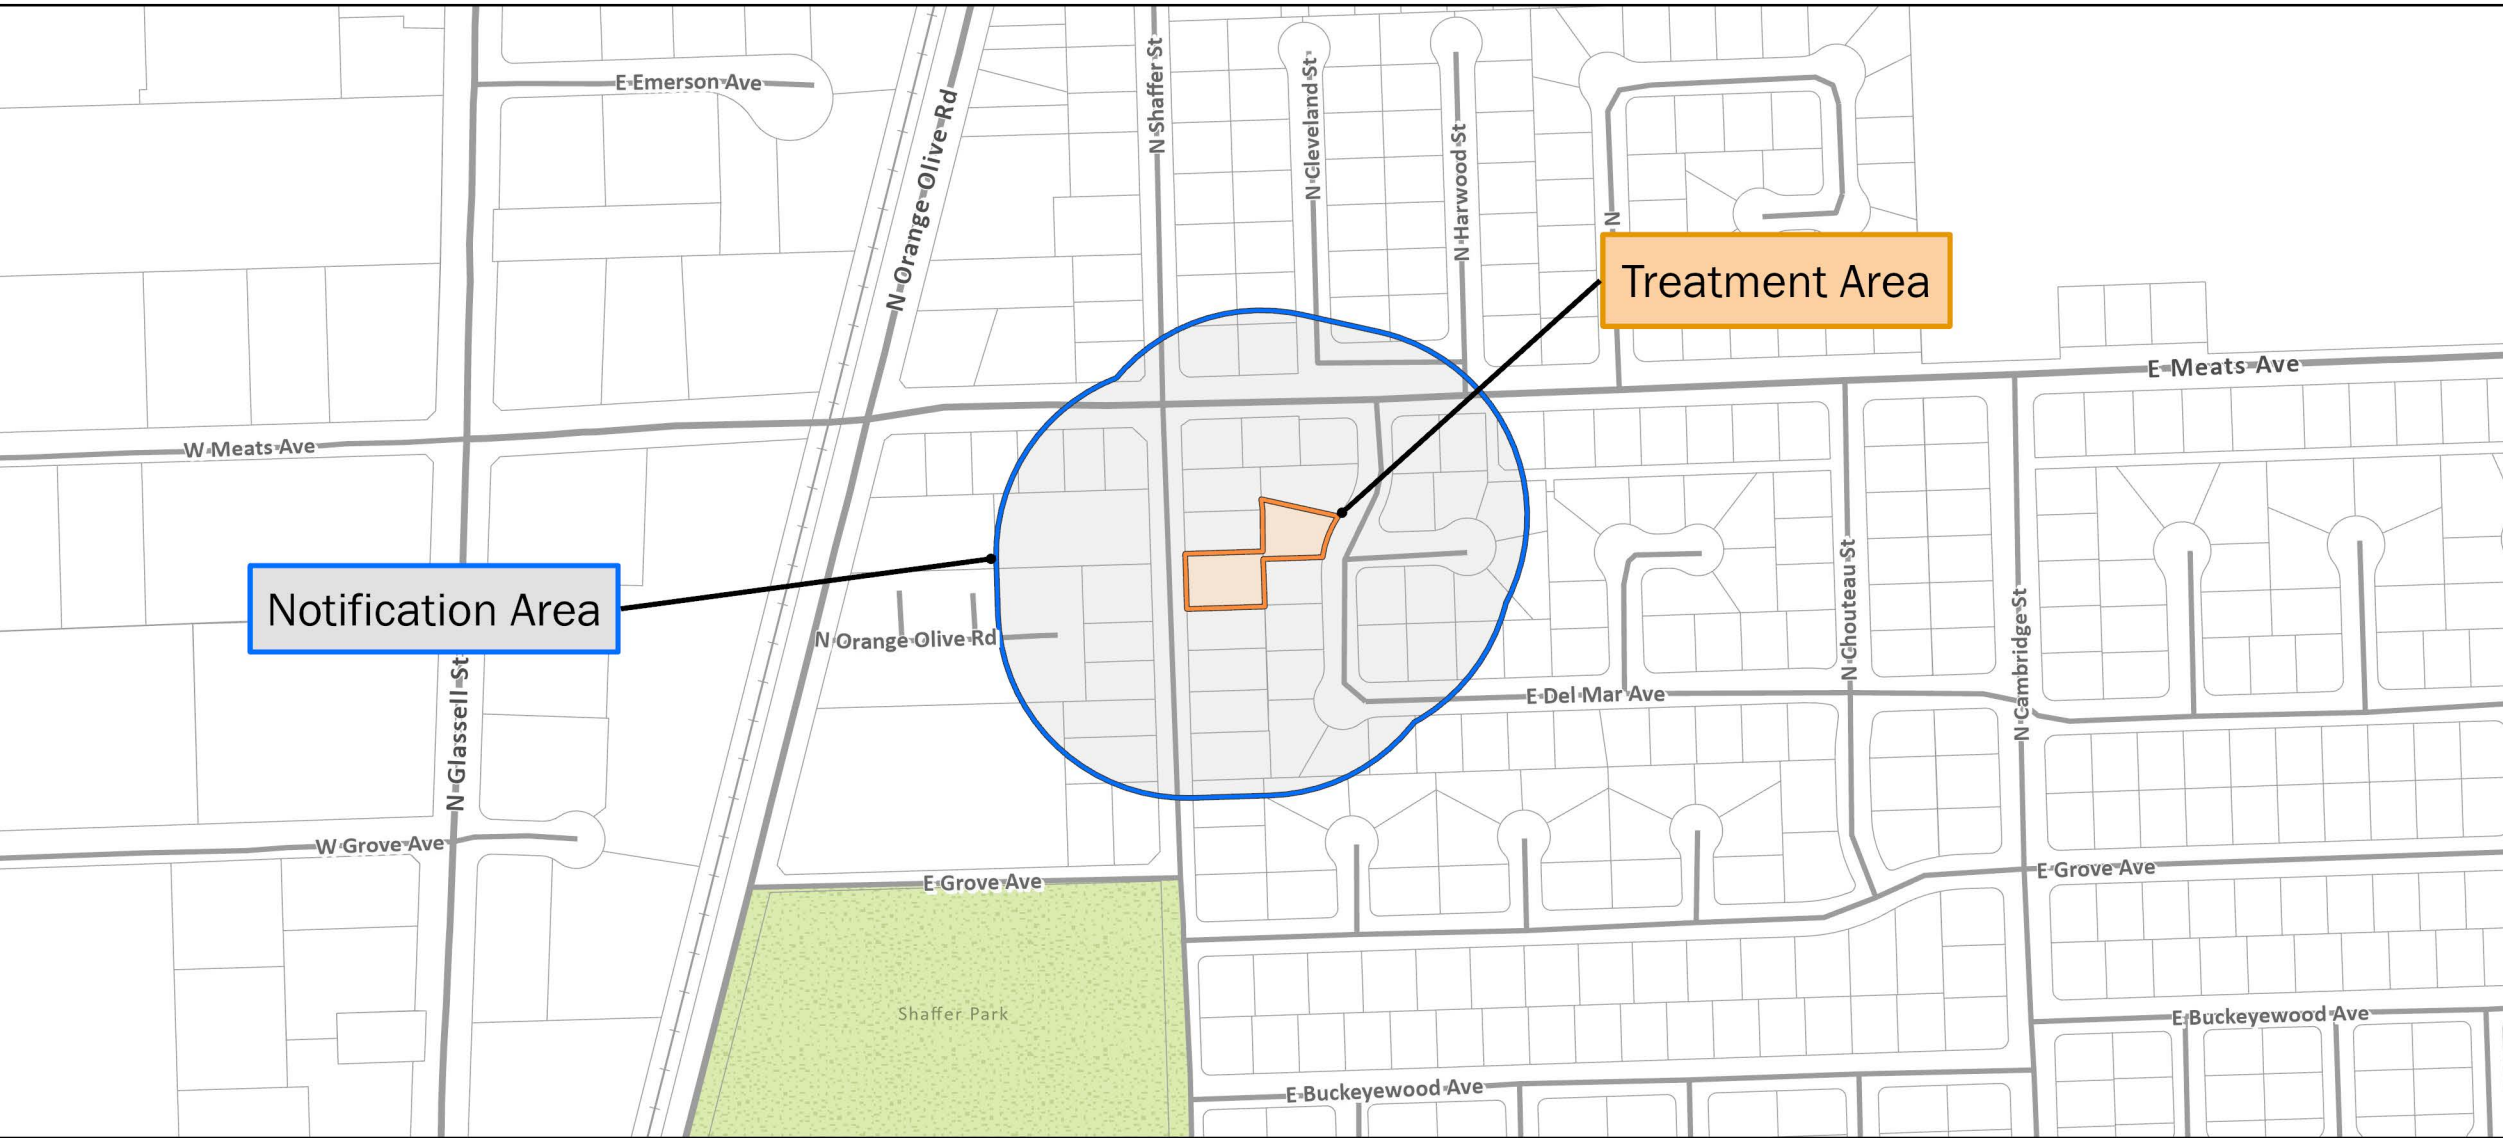 E Emerson Ave
N Orange Olive Rd
N Shaffer St
N Cleveland St
N Harwood St
N
Treatment Area
E Meats Ave
W Meats Ave
Notification Area
N Orange Olive Rd
N Glassell St
E Del Mar Ave
N Chouteau St
N Cambridge St
W Grove Ave
E Grove Ave
E Grove Ave
Shaffer Park
E Buckeyewood Ave
E Buckeyewood Ave